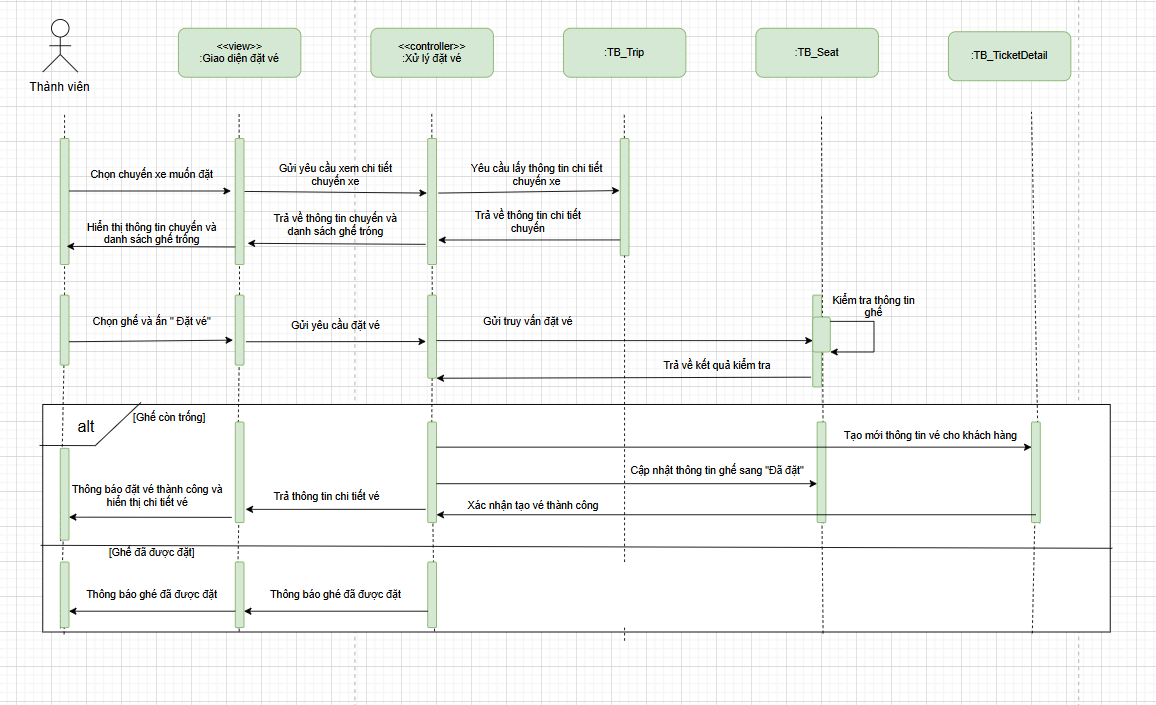 Thành viên
<<view>>
:Giao diện đặt vé
<<controller>>
:Xử lý đặt vé
:TB_Trip
:TB_Seat
:TB_TicketDetail
Chọn chuyến xe muốn đặt
Gửi yêu cầu xem chi tiết
chuyến xe
Yêu cầu lấy thông tin chi tiết
chuyến xe
Hiển thị thông tin chuyến và
danh sách ghế trống
Trả về thông tin chuyến và
danh sách ghế trống
Trả về thông tin chi tiết
chuyến
Chọn ghế và ấn " Đặt vé"
Gửi yêu cầu đặt vé
Gửi truy vấn đặt vé
Kiểm tra thông tin
ghế
Trả về kết quả kiểm tra
alt
[Ghế còn trống]
Tạo mới thông tin vé cho khách hàng
Cập nhật thông tin ghế sang "Đã đặt"
Xác nhận tạo vé thành công
Trả thông tin chi tiết vé
Thông báo đặt vé thành công và
hiển thị chi tiết vé
[Ghế đã được đặt]
Thông báo ghé đã được đặt
Thông báo ghé đã được đặt